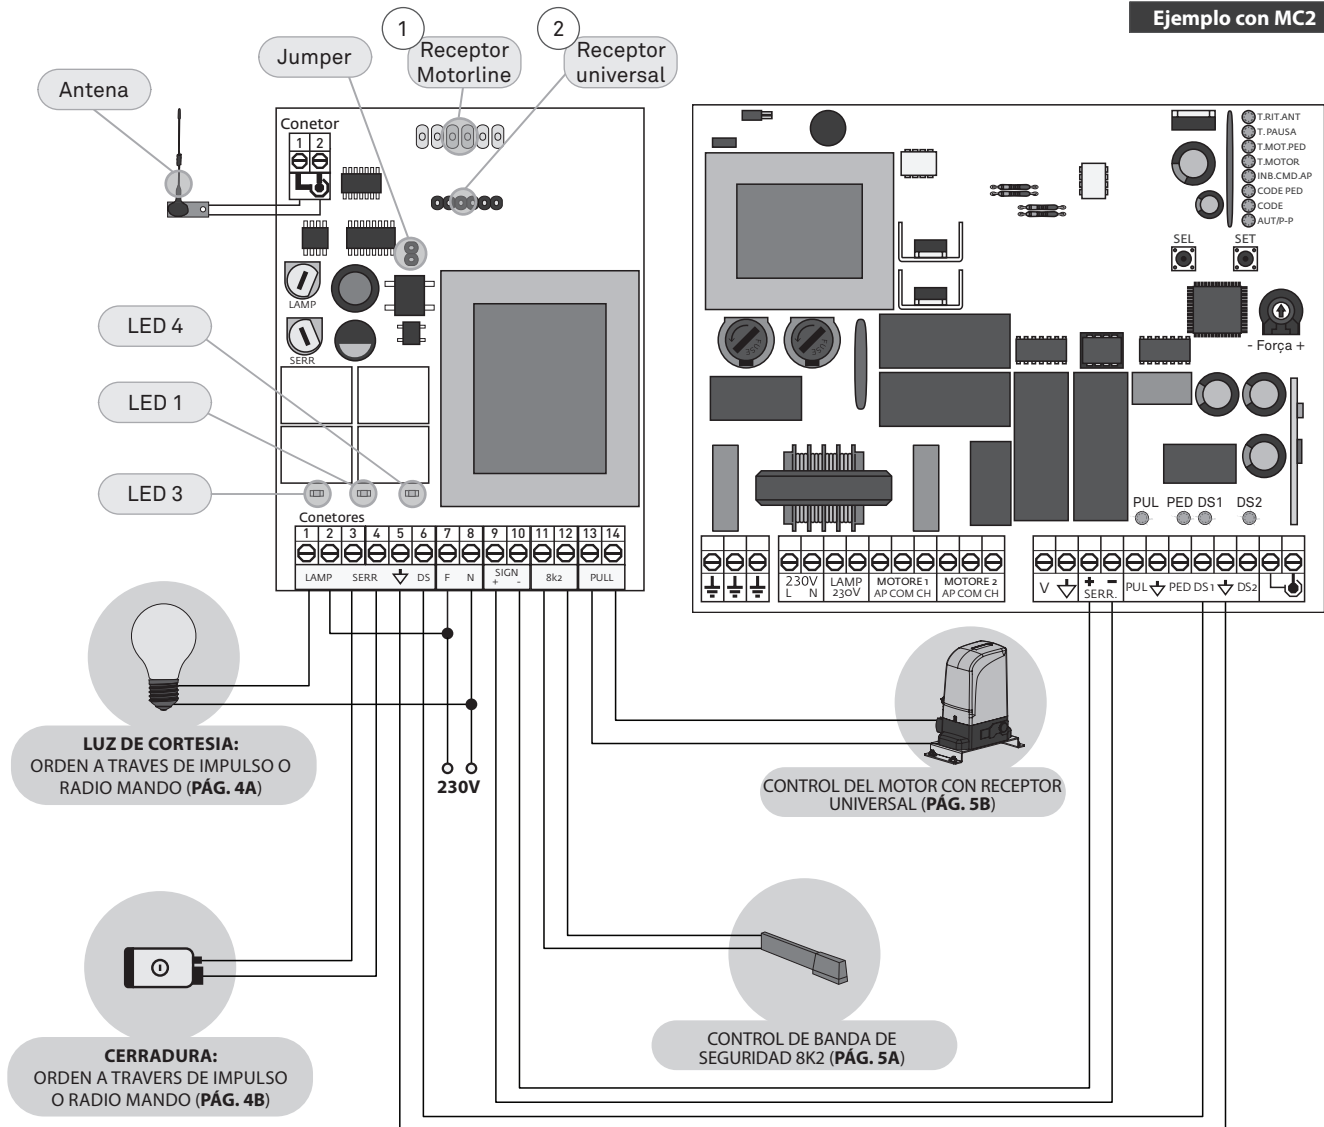 Ejemplo con MC2
1
2
Jumper
Receptor
Motorline
Receptor
universal
Antena
Conetor
1 2
LAMP
SERR
LED 4
LED 1
LED 3
Conetores
1 2 3 4 5 6 7 8 9 10 11 12 13 14
LAMP SERR DS F N SIGN + - 8k2 PULL
T.RIT.ANT
T. PAUSA
T.MOT.PED
T.MOTOR
INB.CMD.AP
CODE PED
CODE
AUT/P-P
SEL SET
- Força +
FUSE FUSE
PUL PED DS1 DS2
230V
L N
LAMP
230V
MOTORE 1
AP COM CH
MOTORE 2
AP COM CH
V + - SERR. PUL PED DS1 DS2
LUZ DE CORTESIA:
ORDEN A TRAVES DE IMPULSO O
RADIO MANDO (PÁG. 4A)
230V
CONTROL DEL MOTOR CON RECEPTOR
UNIVERSAL (PÁG. 5B)
CERRADURA:
ORDEN A TRAVERS DE IMPULSO
O RADIO MANDO (PÁG. 4B)
CONTROL DE BANDA DE
SEGURIDAD 8K2 (PÁG. 5A)